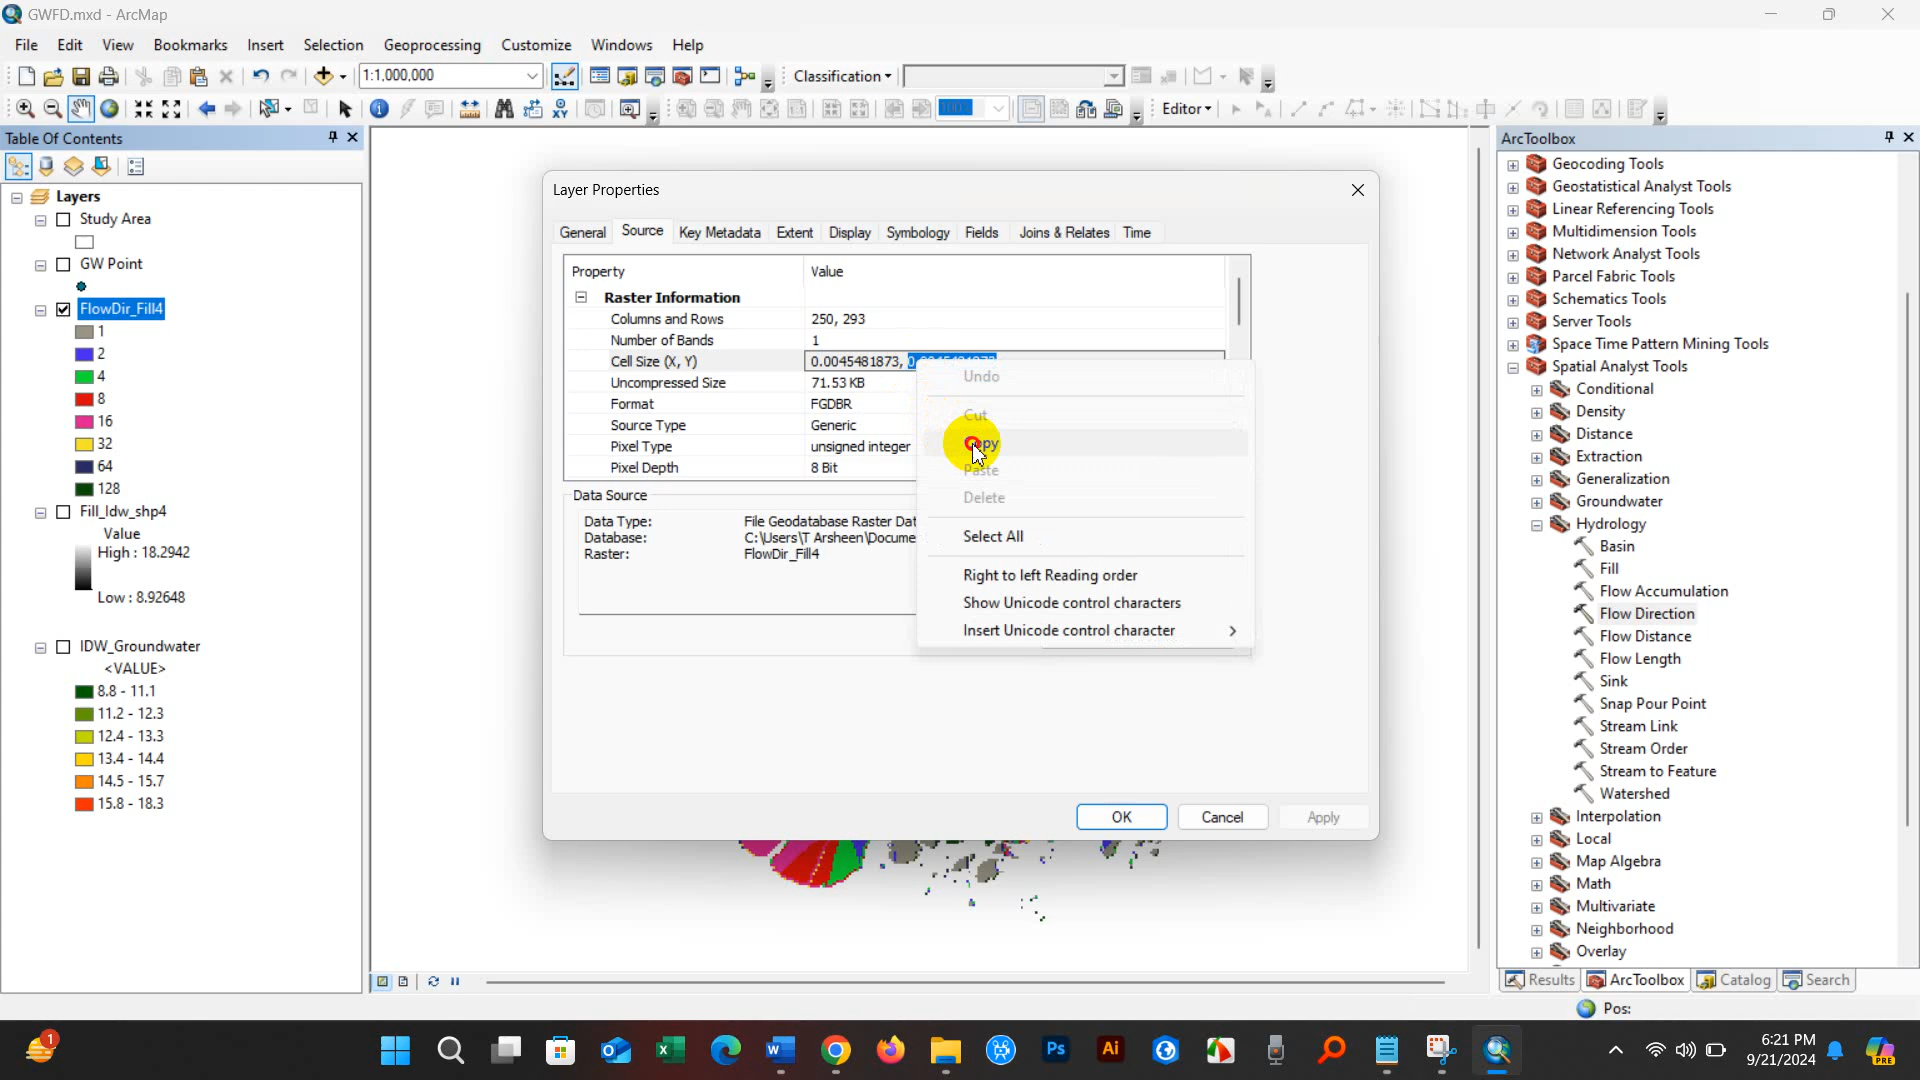 GWFD.mxd - ArcMap
File Edit View Bookmarks Insert Selection Geoprocessing Customize Windows Help
1:1,000,000 Classification
Editor
Table Of Contents
Layers
Study Area
GW Point
FlowDir_Fill4
1
2
4
8
16
32
64
128
Fill_Idw_shp4
Value
High : 18.2942
Low : 8.92648
IDW_Groundwater
<VALUE>
8.8 - 11.1
11.2 - 12.3
12.4 - 13.3
13.4 - 14.4
14.5 - 15.7
15.8 - 18.3
Layer Properties
General Source Key Metadata Extent Display Symbology Fields Joins & Relates Time
Property Value
Raster Information
Columns and Rows 250, 293
Number of Bands 1
Cell Size (X, Y) 0.0045481873,
Uncompressed Size 71.53 KB
Format FGDBR
Source Type Generic
Pixel Type unsigned integer
Pixel Depth 8 Bit
Data Source
Data Type: File Geodatabase Raster Dat
Database: C:\Users\T Arsheen\Docume
Raster: FlowDir_Fill4
Undo
Cut
Copy
Paste
Delete
Select All
Right to left Reading order
Show Unicode control characters
Insert Unicode control character
OK Cancel Apply
ArcToolbox
Geocoding Tools
Geostatistical Analyst Tools
Linear Referencing Tools
Multidimension Tools
Network Analyst Tools
Parcel Fabric Tools
Schematics Tools
Server Tools
Space Time Pattern Mining Tools
Spatial Analyst Tools
Conditional
Density
Distance
Extraction
Generalization
Groundwater
Hydrology
Basin
Fill
Flow Accumulation
Flow Direction
Flow Distance
Flow Length
Sink
Snap Pour Point
Stream Link
Stream Order
Stream to Feature
Watershed
Interpolation
Local
Map Algebra
Math
Multivariate
Neighborhood
Overlay
Results ArcToolbox Catalog Search
Pos:
1
Ps Ai
6:21 PM
9/21/2024
PRE